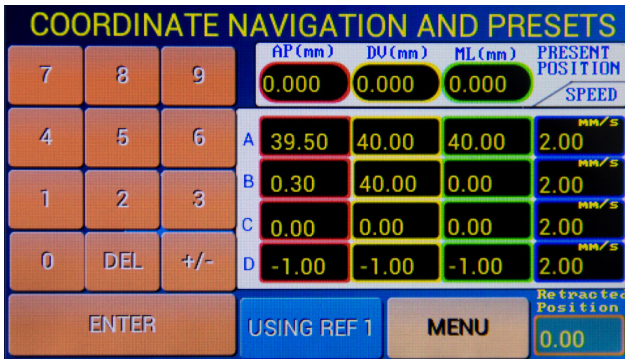 COORDINATE NAVIGATION AND PRESETS
7 8 9
AP(mm) DV(mm) ML(mm) PRESENT POSITION
0.000 0.000 0.000 SPEED
4 5 6
A 39.50 40.00 40.00 2.00 MM/S
B 0.30 40.00 0.00 2.00 MM/S
1 2 3
C 0.00 0.00 0.00 2.00 MM/S
0 DEL +/-
D -1.00 -1.00 -1.00 2.00 MM/S
ENTER
USING REF 1
MENU
Retracted
Position
0.00